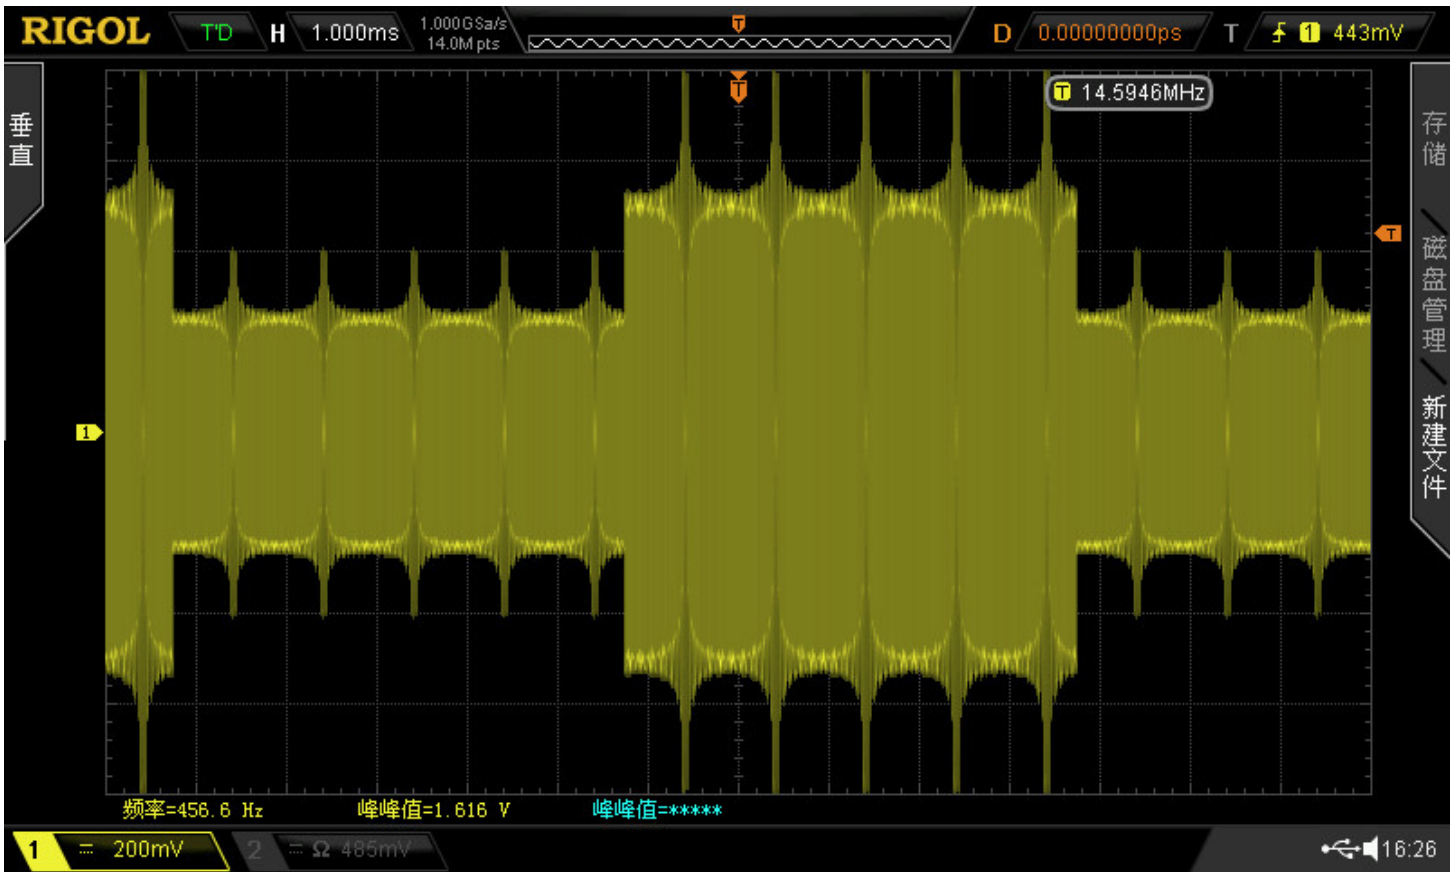 RIGOL T'D H 1.000ms 1.000GSa/s D 0.00000000ps T 1 443mV
14.0M pts
T
T 14.5946MHz
垂直
存储
磁盘管理
新建文件
T
1
频率=456.6 Hz 峰峰值=1.616 V 峰峰值=*****
1 = 200mV 2 = Ω 485mV 16:26